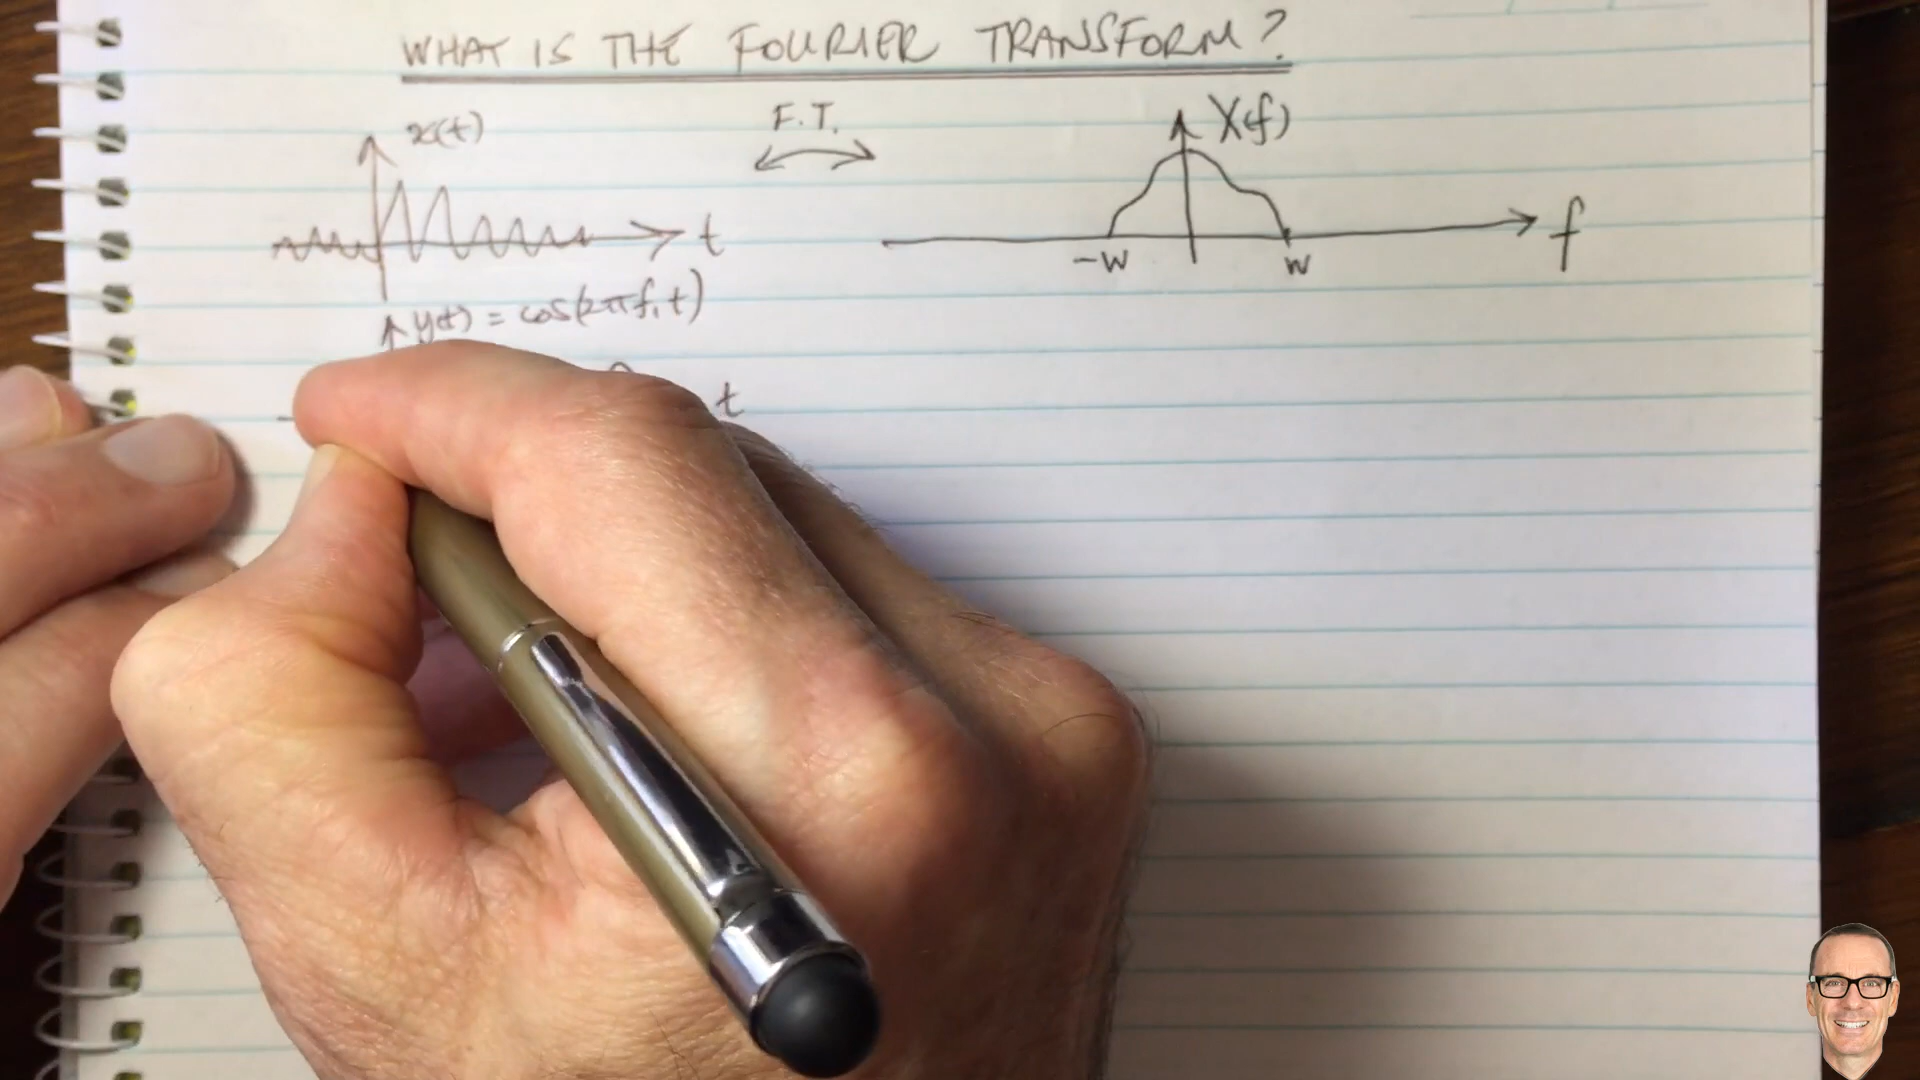 WHAT IS THE FOURIER TRANSFORM?
x(t)
F.T.
X(f)
t
f
-W
W
y(t) = cos(2πf₁t)
t